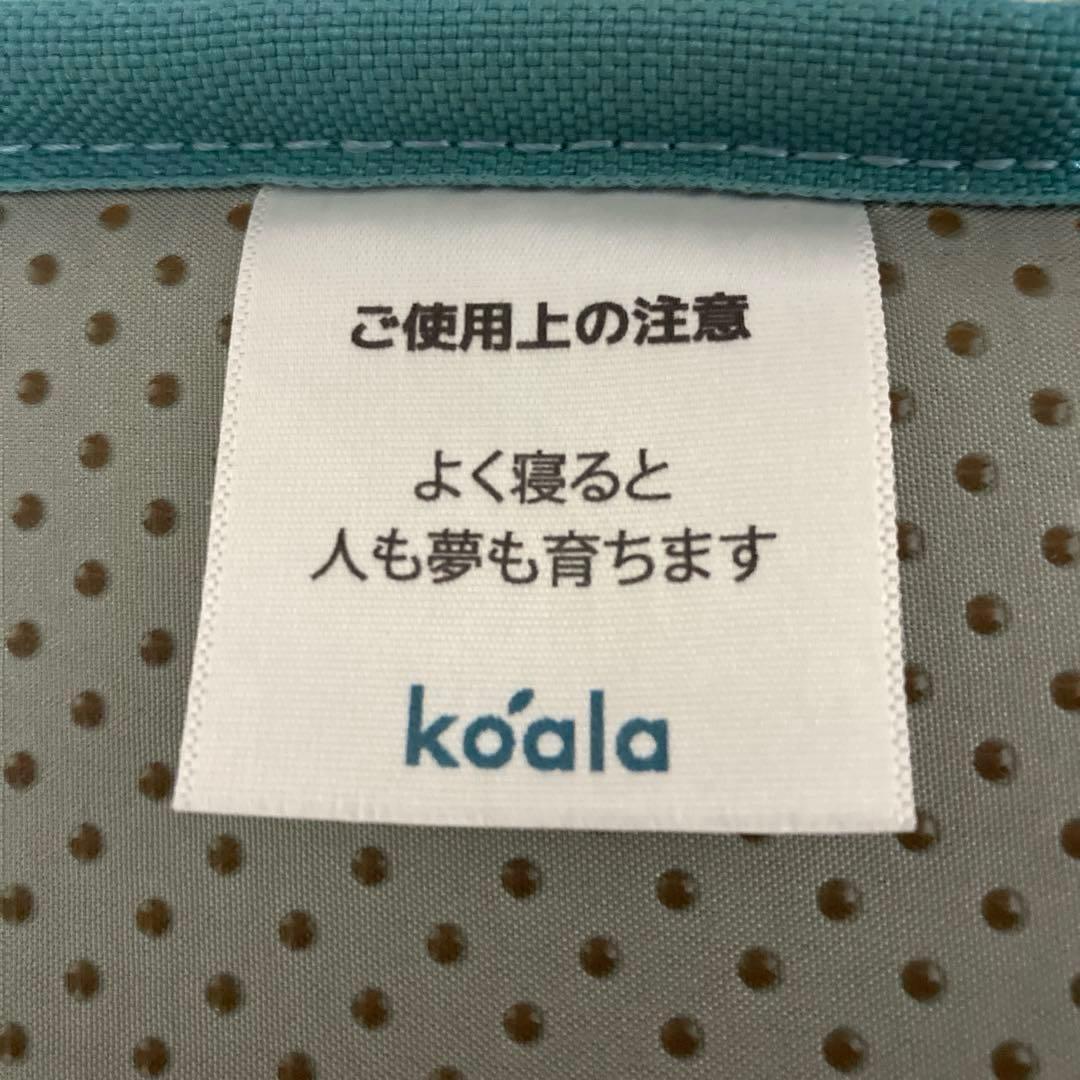 ご使用上の注意
よく寝ると
人も夢も育ちます
koala